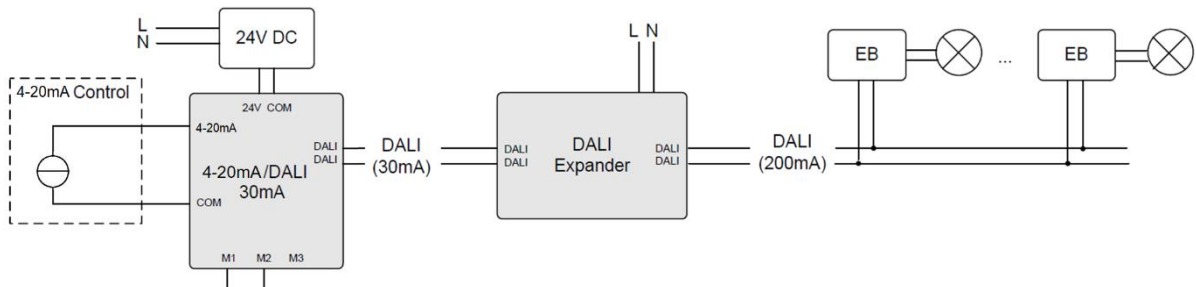 L
N
24V DC
L N
EB
...
EB
4-20mA Control
24V COM
4-20mA
DALI
DALI
4-20mA/DALI
30mA
COM
M1 M2 M3
DALI
(30mA)
DALI
DALI
DALI
Expander
DALI
DALI
DALI
(200mA)